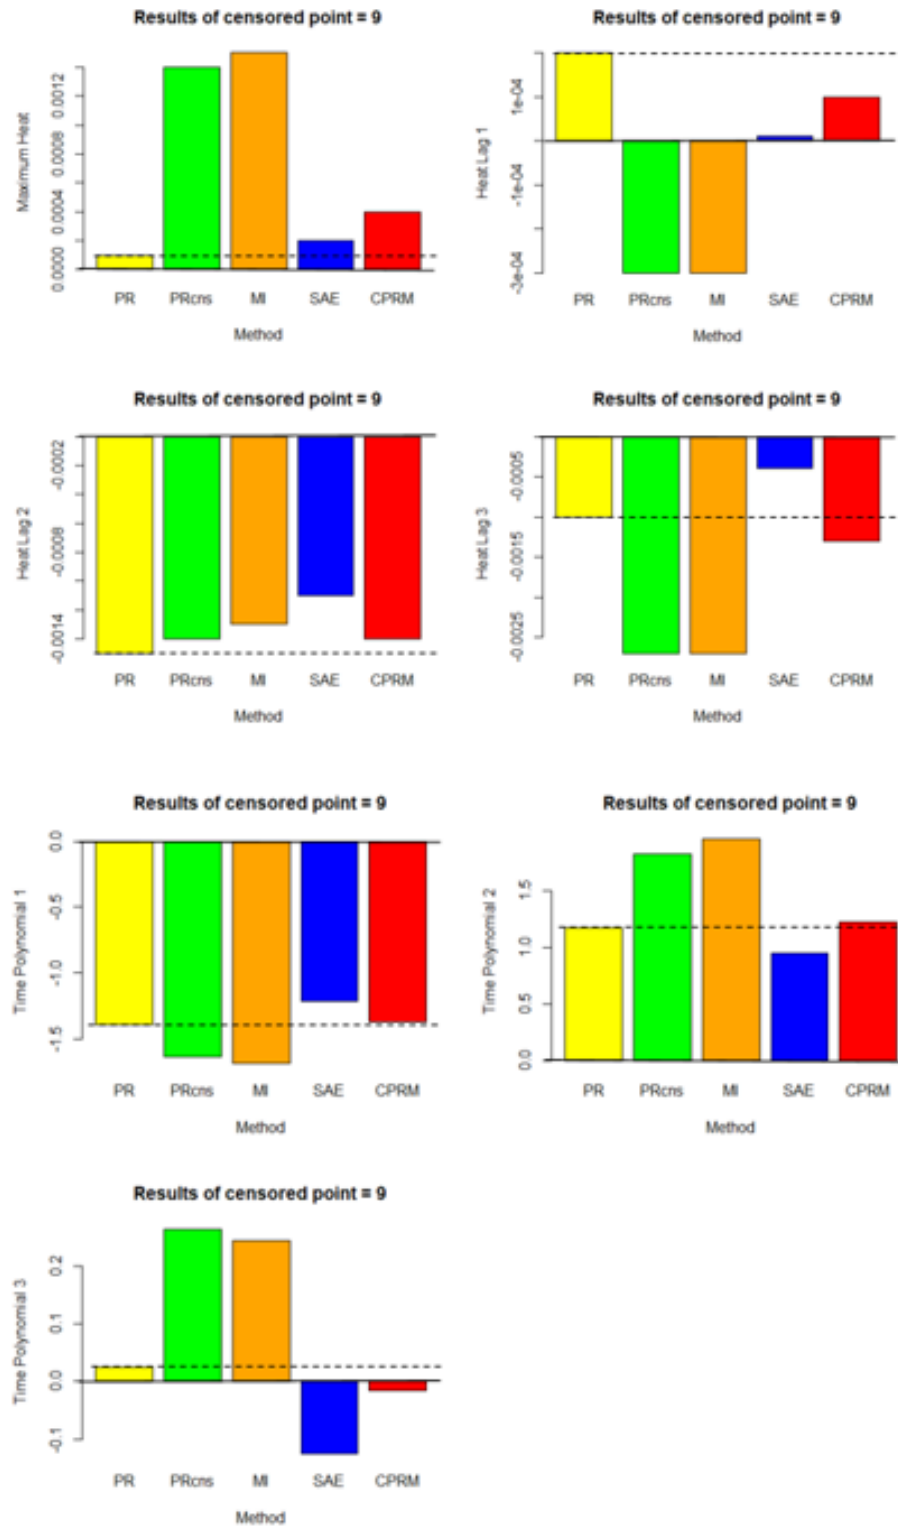 Results of censored point = 9
Maximum Heat
0.0012
0.0008
0.0004
0.0000
PR PRcns MI SAE CPRM
Method
Results of censored point = 9
Heat Lag 1
1e-04
-1e-04
-3e-04
PR PRcns MI SAE CPRM
Method
Results of censored point = 9
Heat Lag 2
-0.0002
-0.0008
-0.0014
PR PRcns MI SAE CPRM
Method
Results of censored point = 9
Heat Lag 3
-0.0005
-0.0015
-0.0025
PR PRcns MI SAE CPRM
Method
Results of censored point = 9
Time Polynomial 1
0.0
-0.5
-1.0
-1.5
PR PRcns MI SAE CPRM
Method
Results of censored point = 9
Time Polynomial 2
1.5
1.0
0.5
0.0
PR PRcns MI SAE CPRM
Method
Results of censored point = 9
Time Polynomial 3
0.2
0.1
0.0
-0.1
PR PRcns MI SAE CPRM
Method